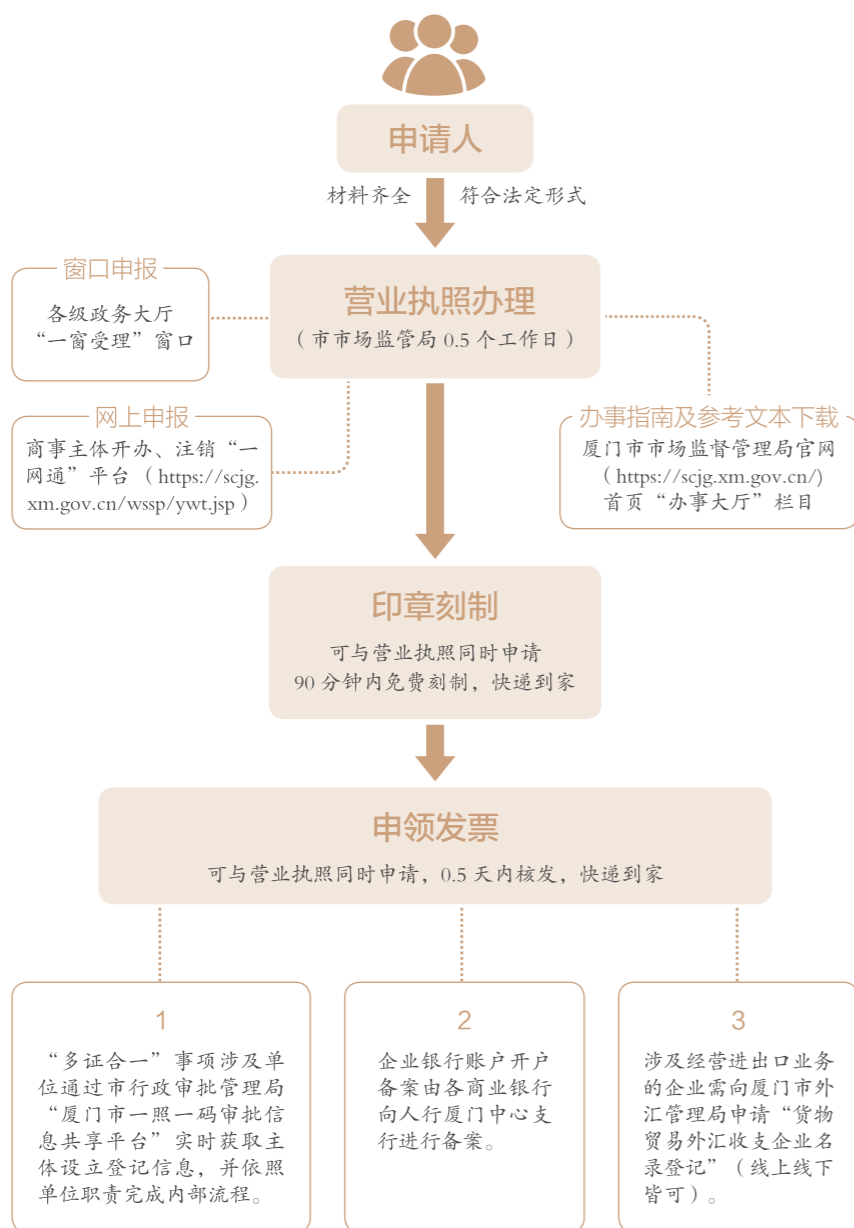 申请人
材料齐全 符合法定形式
窗口申报
各级政务大厅
“一窗受理”窗口
营业执照办理
（市市场监管局 0.5 个工作日）
网上申报
商事主体开办、注销“一
网通”平台 （https://scjg.
xm.gov.cn/wssp/ywt.jsp）
办事指南及参考文本下载
厦门市市场监督管理局官网
（https://scjg.xm.gov.cn/)
首页“办事大厅”栏目
印章刻制
可与营业执照同时申请
90 分钟内免费刻制，快递到家
申领发票
可与营业执照同时申请，0.5 天内核发，快递到家
1
“多证合一”事项涉及单
位通过市行政审批管理局
“厦门市一照一码审批信
息共享平台”实时获取主
体设立登记信息，并依照
单位职责完成内部流程。
2
企业银行账户开户
备案由各商业银行
向人行厦门中心支
行进行备案。
3
涉及经营进出口业务
的企业需向厦门市外
汇管理局申请“货物
贸易外汇收支企业名
录登记”（线上线下
皆可）。